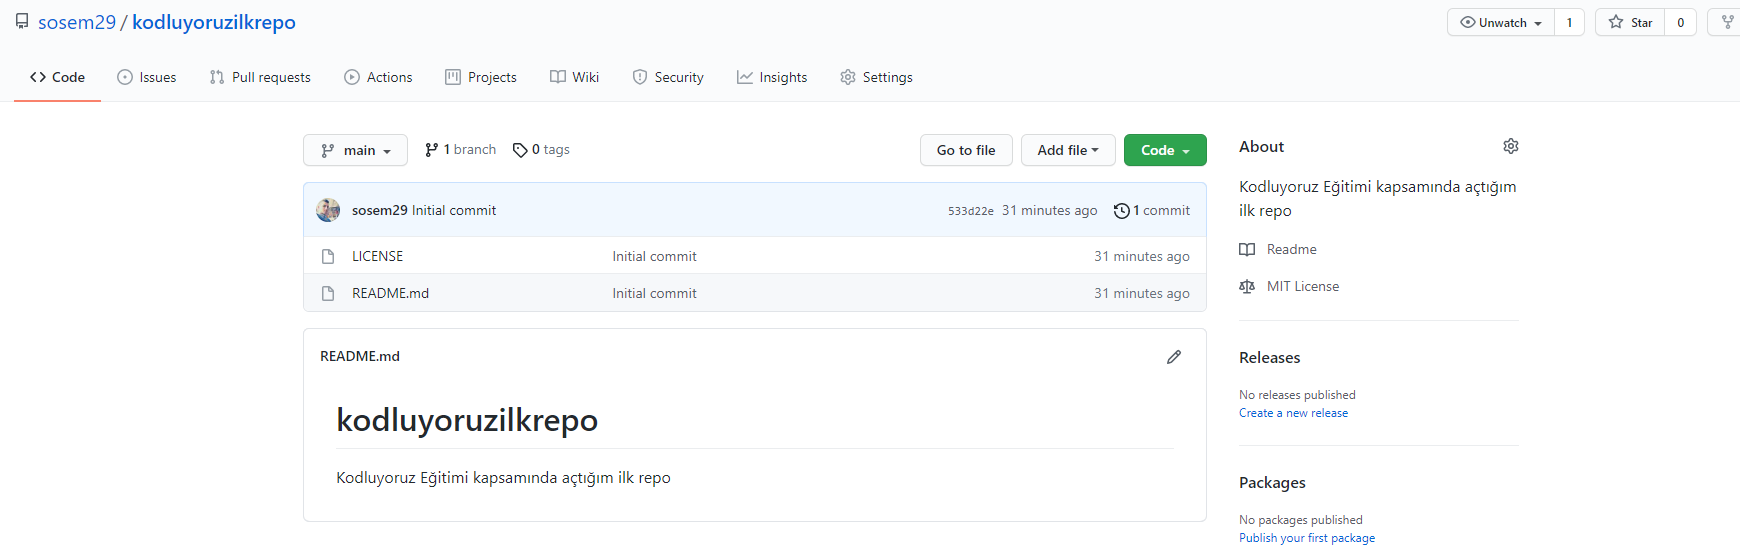 sosem29 / kodluyoruzilkrepo
Unwatch 1 Star 0
Code Issues Pull requests Actions Projects Wiki Security Insights Settings
main 1 branch 0 tags Go to file Add file Code
sosem29 Initial commit 533d22e 31 minutes ago 1 commit
LICENSE Initial commit 31 minutes ago
README.md Initial commit 31 minutes ago
README.md
kodluyoruzilkrepo
Kodluyoruz Eğitimi kapsamında açtığım ilk repo
About
Kodluyoruz Eğitimi kapsamında açtığım
ilk repo
Readme
MIT License
Releases
No releases published
Create a new release
Packages
No packages published
Publish your first package